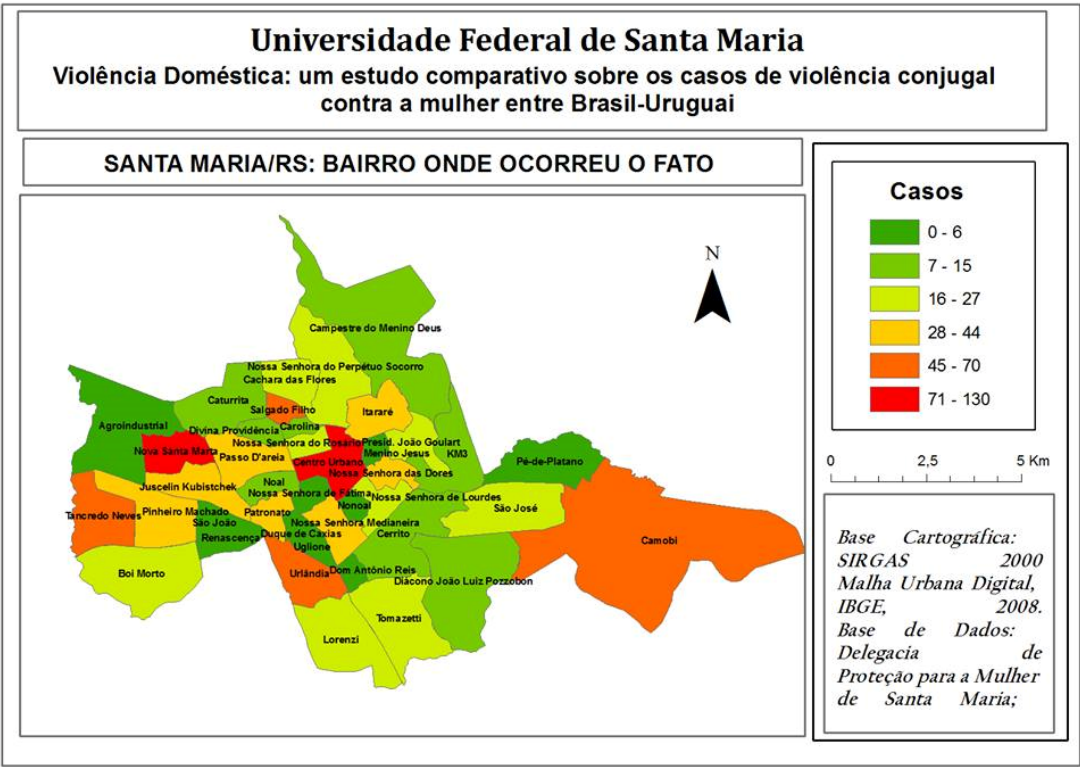 Universidade Federal de Santa Maria
Violência Doméstica: um estudo comparativo sobre os casos de violência conjugal
contra a mulher entre Brasil-Uruguai
SANTA MARIA/RS: BAIRRO ONDE OCORREU O FATO
Casos
0 - 6
7 - 15
16 - 27
28 - 44
45 - 70
71 - 130
N
0 2,5 5 Km
Campestre do Menino Deus
Nossa Senhora do Perpétuo Socorro
Cachara das Flores
Caturrita
Salgado Filho
Itararé
Agroindustrial
Divina Providência
Carolina
Nossa Senhora do Rosario
Presid. João Goulart
Nova Santa Marta
Passo D'areia
Menino Jesus
KM3
Centro Urbano
Pé-de-Platano
Nossa Senhora das Dores
Juscelin Kubistchek
Noal
Nossa Senhora de Fátima
Nossa Senhora de Lourdes
Nonoal
São José
Tancredo Neves
Pinheiro Machado
Patronato
São João
Nossa Senhora Medianeira
Renascença
Duque de Caxias
Cerrito
Camobi
Uglione
Boi Morto
Urlândia
Dom Antônio Reis
Diácono João Luiz Pozzobon
Tomazetti
Lorenzi
Base Cartográfica:
SIRGAS 2000
Malha Urbana Digital,
IBGE, 2008.
Base de Dados:
Delegacia de
Proteção para a Mulher
de Santa Maria;